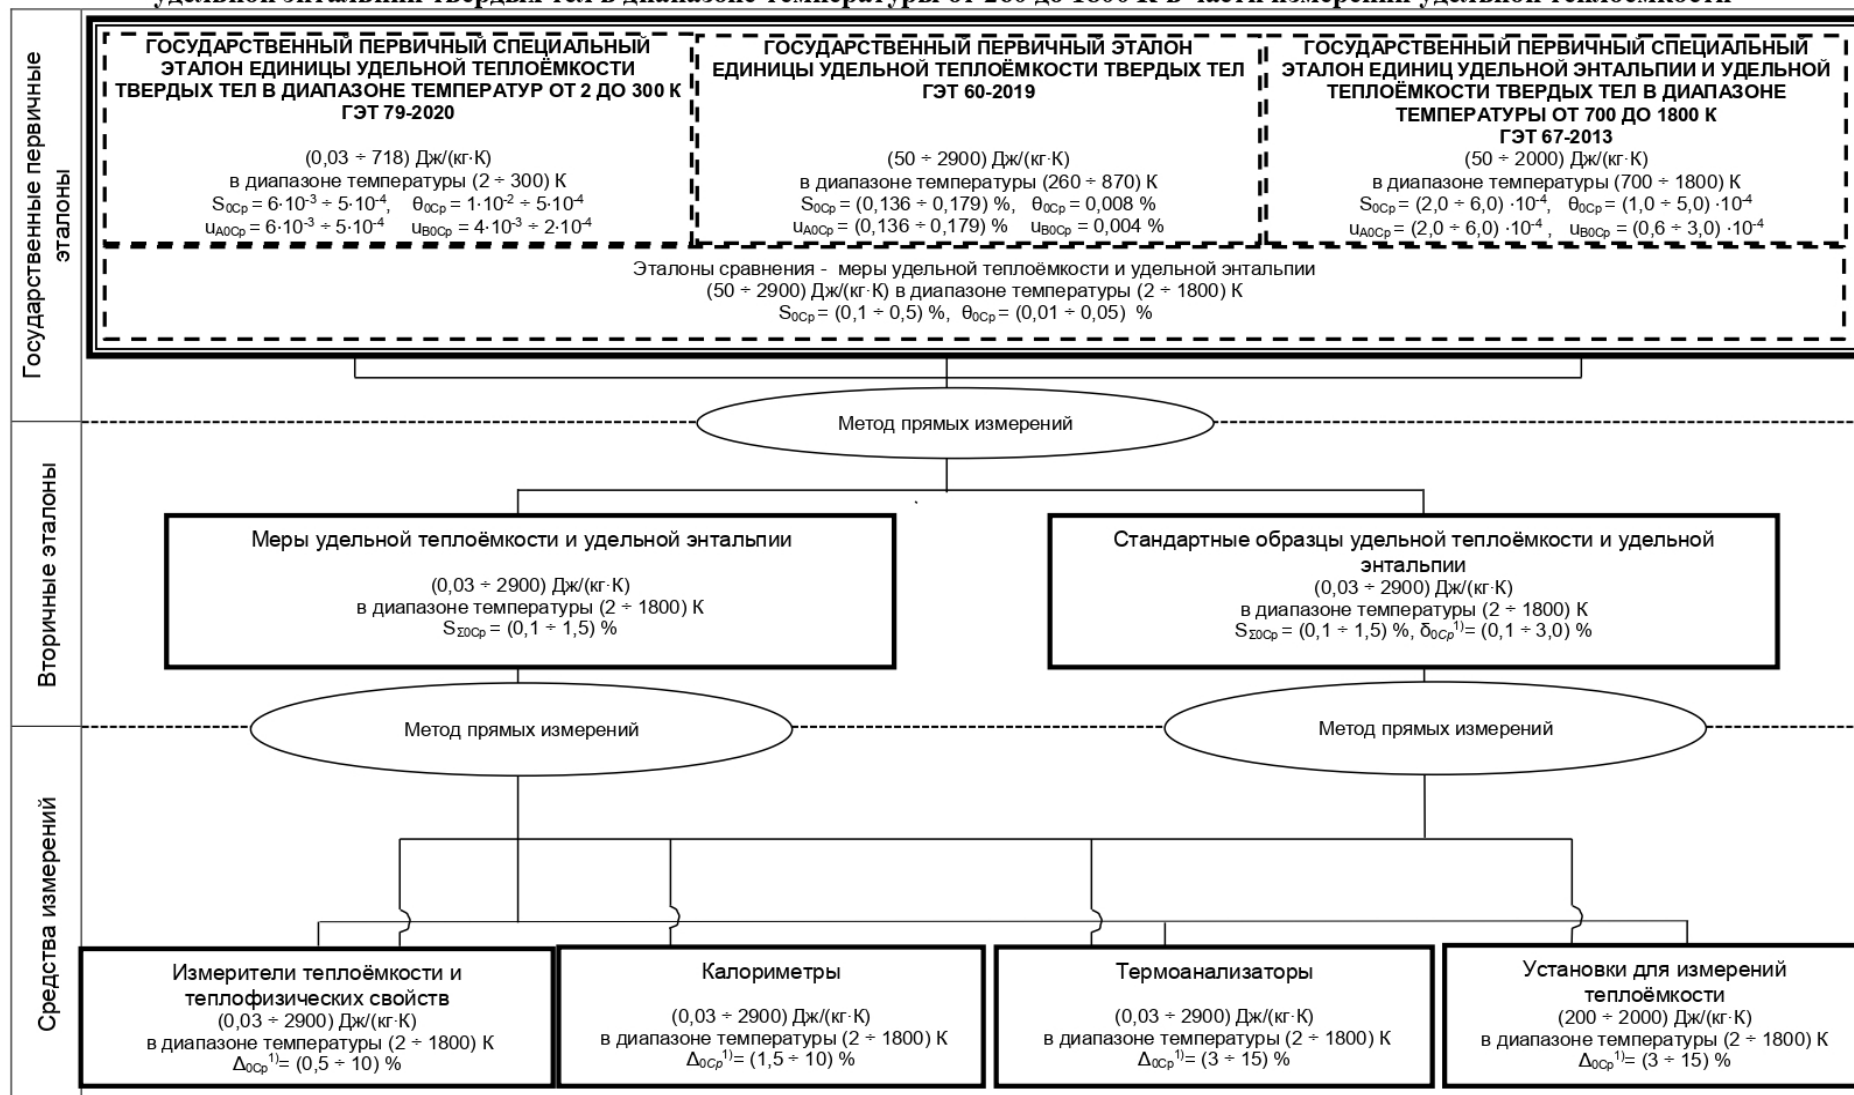 удельной энтальпии твердых тел в диапазоне температуры от 260 до 1800 К в части измерений удельной теплоёмкости
Государственные первичные
эталоны
ГОСУДАРСТВЕННЫЙ ПЕРВИЧНЫЙ СПЕЦИАЛЬНЫЙ
ЭТАЛОН ЕДИНИЦЫ УДЕЛЬНОЙ ТЕПЛОЁМКОСТИ
ТВЕРДЫХ ТЕЛ В ДИАПАЗОНЕ ТЕМПЕРАТУР ОТ 2 ДО 300 К
ГЭТ 79-2020
(0,03 ÷ 718) Дж/(кг·К)
в диапазоне температуры (2 ÷ 300) К
S₀Cp = 6·10⁻³ ÷ 5·10⁻⁴, θ₀Cp = 1·10⁻² ÷ 5·10⁻⁴
uA0Cp = 6·10⁻³ ÷ 5·10⁻⁴ uB0Cp = 4·10⁻³ ÷ 2·10⁻⁴
ГОСУДАРСТВЕННЫЙ ПЕРВИЧНЫЙ ЭТАЛОН
ЕДИНИЦЫ УДЕЛЬНОЙ ТЕПЛОЁМКОСТИ ТВЕРДЫХ ТЕЛ
ГЭТ 60-2019
(50 ÷ 2900) Дж/(кг·К)
в диапазоне температуры (260 ÷ 870) К
S₀Cp = (0,136 ÷ 0,179) %, θ₀Cp = 0,008 %
uA0Cp = (0,136 ÷ 0,179) % uB0Cp = 0,004 %
ГОСУДАРСТВЕННЫЙ ПЕРВИЧНЫЙ СПЕЦИАЛЬНЫЙ
ЭТАЛОН ЕДИНИЦ УДЕЛЬНОЙ ЭНТАЛЬПИИ И УДЕЛЬНОЙ
ТЕПЛОЁМКОСТИ ТВЕРДЫХ ТЕЛ В ДИАПАЗОНЕ
ТЕМПЕРАТУРЫ ОТ 700 ДО 1800 К
ГЭТ 67-2013
(50 ÷ 2000) Дж/(кг·К)
в диапазоне температуры (700 ÷ 1800) К
S₀Cp = (2,0 ÷ 6,0) ·10⁻⁴, θ₀Cp = (1,0 ÷ 5,0) ·10⁻⁴
uA0Cp = (2,0 ÷ 6,0) ·10⁻⁴ , uB0Cp = (0,6 ÷ 3,0) ·10⁻⁴
Эталоны сравнения - меры удельной теплоёмкости и удельной энтальпии
(50 ÷ 2900) Дж/(кг·К) в диапазоне температуры (2 ÷ 1800) К
S₀Cp = (0,1 ÷ 0,5) %, θ₀Cp = (0,01 ÷ 0,05) %
Метод прямых измерений
Вторичные эталоны
Меры удельной теплоёмкости и удельной энтальпии
(0,03 ÷ 2900) Дж/(кг·К)
в диапазоне температуры (2 ÷ 1800) К
SΣ0Cp = (0,1 ÷ 1,5) %
Стандартные образцы удельной теплоёмкости и удельной
энтальпии
(0,03 ÷ 2900) Дж/(кг·К)
в диапазоне температуры (2 ÷ 1800) К
SΣ0Cp = (0,1 ÷ 1,5) %, δ₀Cp¹⁾= (0,1 ÷ 3,0) %
Метод прямых измерений
Метод прямых измерений
Средства измерений
Измерители теплоёмкости и
теплофизических свойств
(0,03 ÷ 2900) Дж/(кг·К)
в диапазоне температуры (2 ÷ 1800) К
Δ₀Cp¹⁾= (0,5 ÷ 10) %
Калориметры
(0,03 ÷ 2900) Дж/(кг·К)
в диапазоне температуры (2 ÷ 1800) К
Δ₀Cp¹⁾= (1,5 ÷ 10) %
Термоанализаторы
(0,03 ÷ 2900) Дж/(кг·К)
в диапазоне температуры (2 ÷ 1800) К
Δ₀Cp¹⁾= (3 ÷ 15) %
Установки для измерений
теплоёмкости
(200 ÷ 2000) Дж/(кг·К)
в диапазоне температуры (2 ÷ 1800) К
Δ₀Cp¹⁾= (3 ÷ 15) %